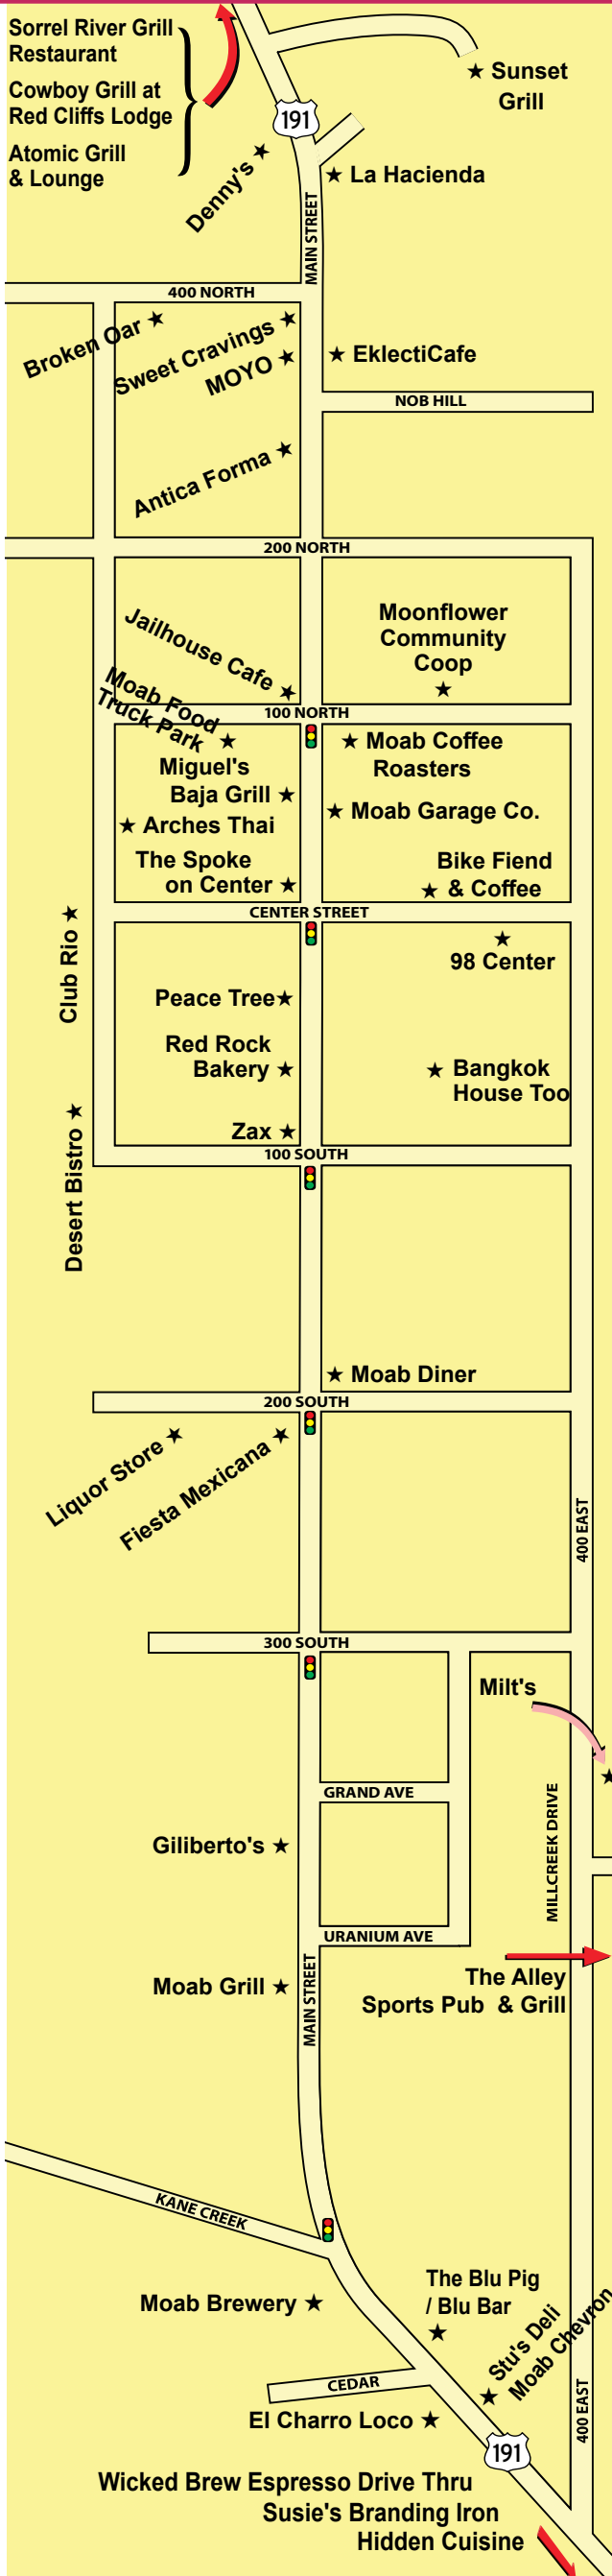 Sorrel River Grill
Restaurant
Cowboy Grill at
Red Cliffs Lodge
Atomic Grill
& Lounge
★ Sunset
Grill
191
Denny's ★
★ La Hacienda
MAIN STREET
400 NORTH
Broken Oar ★
Sweet Cravings ★
MOYO ★
★ EklectiCafe
NOB HILL
Antica Forma ★
200 NORTH
Jailhouse Cafe ★
Moonflower
Community
Coop
★
100 NORTH
Moab Food
Truck Park ★
★ Moab Coffee
Roasters
Miguel's
Baja Grill ★
★ Moab Garage Co.
★ Arches Thai
The Spoke
on Center ★
Bike Fiend
★ & Coffee
CENTER STREET
Club Rio ★
★
98 Center
Peace Tree★
Red Rock
Bakery ★
★ Bangkok
House Too
Zax ★
100 SOUTH
Desert Bistro ★
★ Moab Diner
200 SOUTH
Liquor Store ★
Fiesta Mexicana ★
400 EAST
300 SOUTH
Milt's
★
GRAND AVE
MILLCREEK DRIVE
Giliberto's ★
URANIUM AVE
MAIN STREET
The Alley
Sports Pub & Grill
Moab Grill ★
KANE CREEK
Moab Brewery ★
The Blu Pig
/ Blu Bar
★
Stu's Deli
Moab Chevron
★
CEDAR
400 EAST
El Charro Loco ★
191
Wicked Brew Espresso Drive Thru
Susie's Branding Iron
Hidden Cuisine